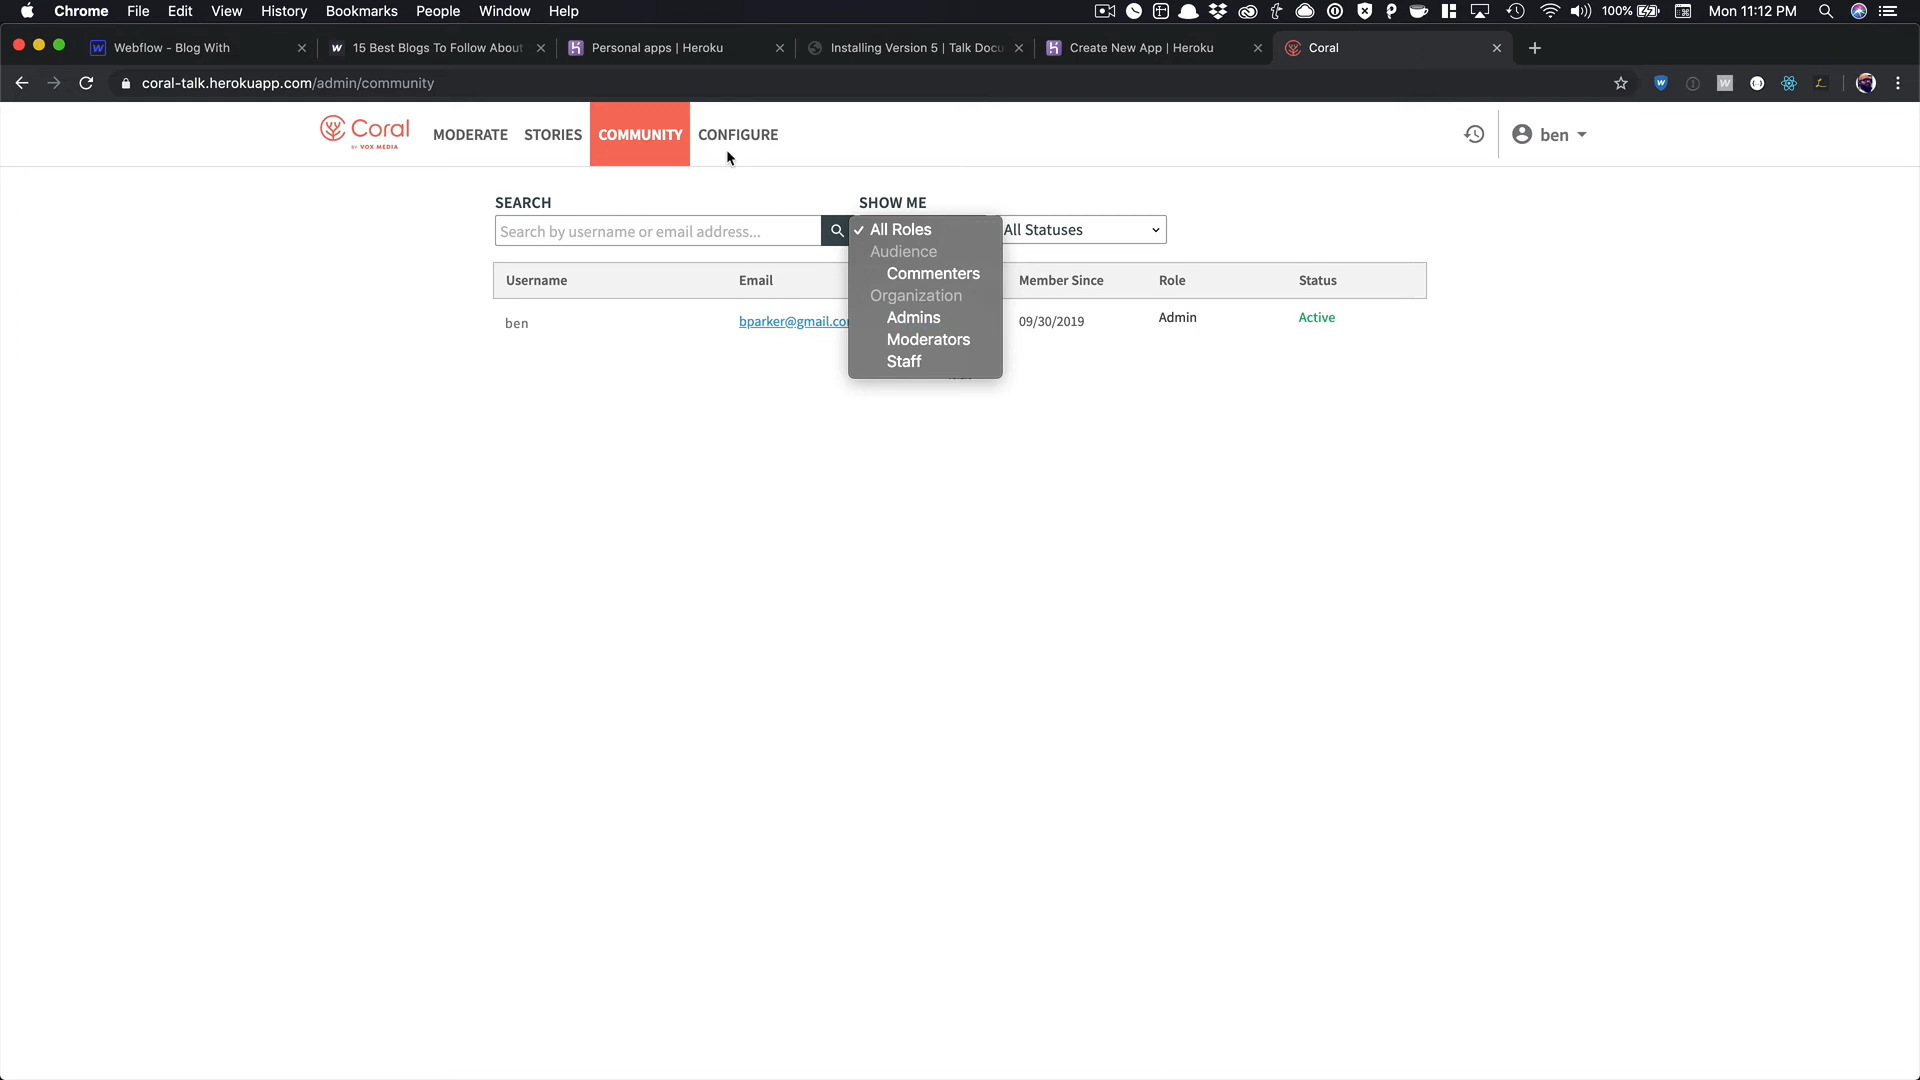 Chrome File Edit View History Bookmarks People Window Help 100% Mon 11:12 PM
Webflow - Blog With
15 Best Blogs To Follow About
Personal apps | Heroku
Installing Version 5 | Talk Docu
Create New App | Heroku
Coral
coral-talk.herokuapp.com/admin/community
Coral
BY VOX MEDIA
MODERATE STORIES COMMUNITY CONFIGURE
ben
SEARCH
Search by username or email address...
SHOW ME
All Roles
Audience
Commenters
Organization
Admins
Moderators
Staff
All Statuses
Username Email Member Since Role Status
ben bparker@gmail.co 09/30/2019 Admin Active